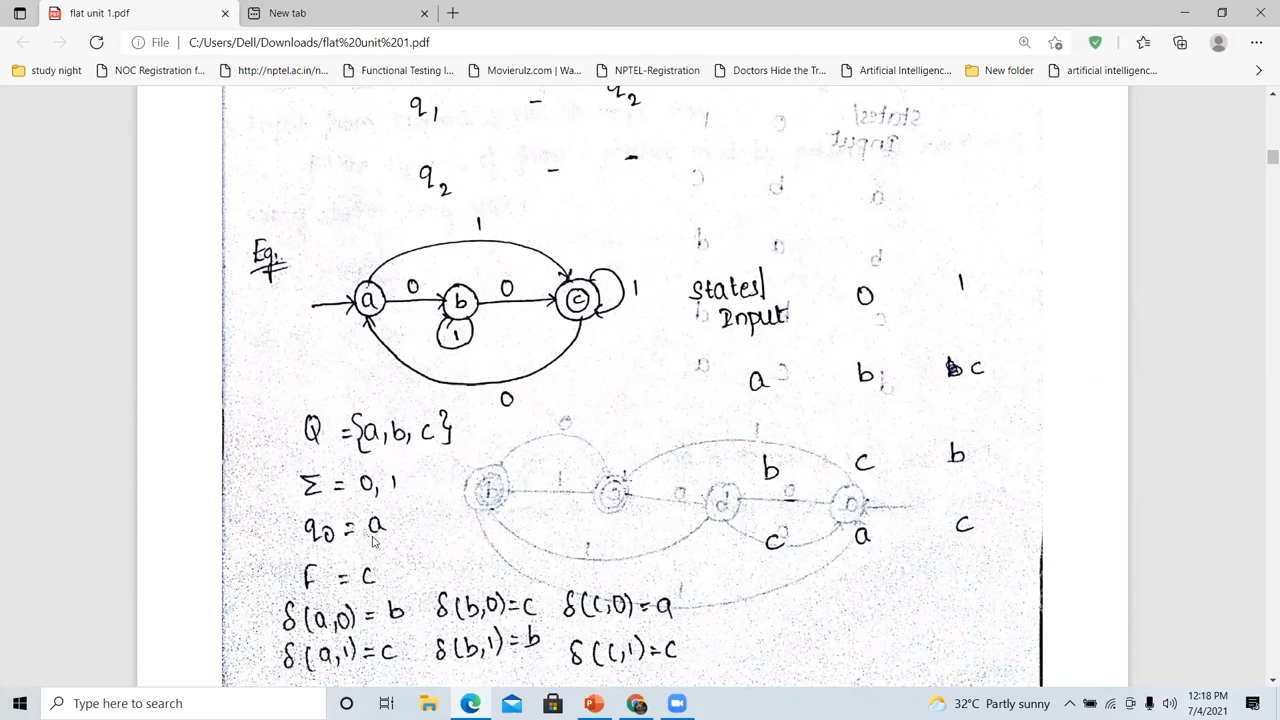 flat unit 1.pdf
New tab
File
C:/Users/Dell/Downloads/flat%20unit%201.pdf
study night
NOC Registration f...
http://nptel.ac.in/n...
Functional Testing I...
Movierulz.com | Wa...
NPTEL-Registration
Doctors Hide the Tr...
Artificial Intelligenc...
New folder
artificial intelligenc...
q1 - q2
q2 - -
Eg:
1
a 0 b 0 c 1
1
0
States/ 0 1
Input
a b c
b c b
c a c
Q = {a, b, c}
Σ = 0, 1
q0 = a
F = c
δ(a,0) = b δ(b,0) = c δ(c,0) = a
δ(a,1) = c δ(b,1) = b δ(c,1) = c
Type here to search
32°C Partly sunny
12:18 PM
7/4/2021